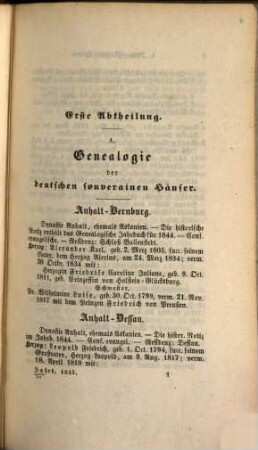 Erste Abtheilung.
A.
Genealogie
der
deutschen souverainen Häuser.
Anhalt-Bernburg.
Dynastie Anhalt, ehemals Askanien. — Die historische
Notiz enthält das Genealogische Jahrbuch für 1844. — Conf.
evangelische. — Residenz: Schloß Ballenstedt.
Herzog: Alexander Karl, geb. 2. März 1805, succ. seinem
Vater, dem Herzog Alexius, am 24. März 1834; verm.
30. Octbr. 1834 mit:
Herzogin Friedrike Caroline Juliane, geb. 9. Oct.
1811, geb. Prinzessin von Holstein-Glücksburg.
Schwester.
Pr. Wilhelmine Luise, geb. 30. Oct. 1799, verm. 21. Nov.
1817 mit dem Prinzen Friedrich von Preußen.
Anhalt-Dessau.
Dynastie Anhalt, ehemals Askanien. — Die histor. Notiz
in Jahrb. 1844. — Conf. evangel. — Residenz: Dessau.
Herzog: Leopold Friedrich, geb. 1. Oct. 1794, succ. seinem
Großvater, Herzog Leopold, am 9. Aug. 1817; verm.
18. April 1818 mit:
Jahrb. 1845.
1